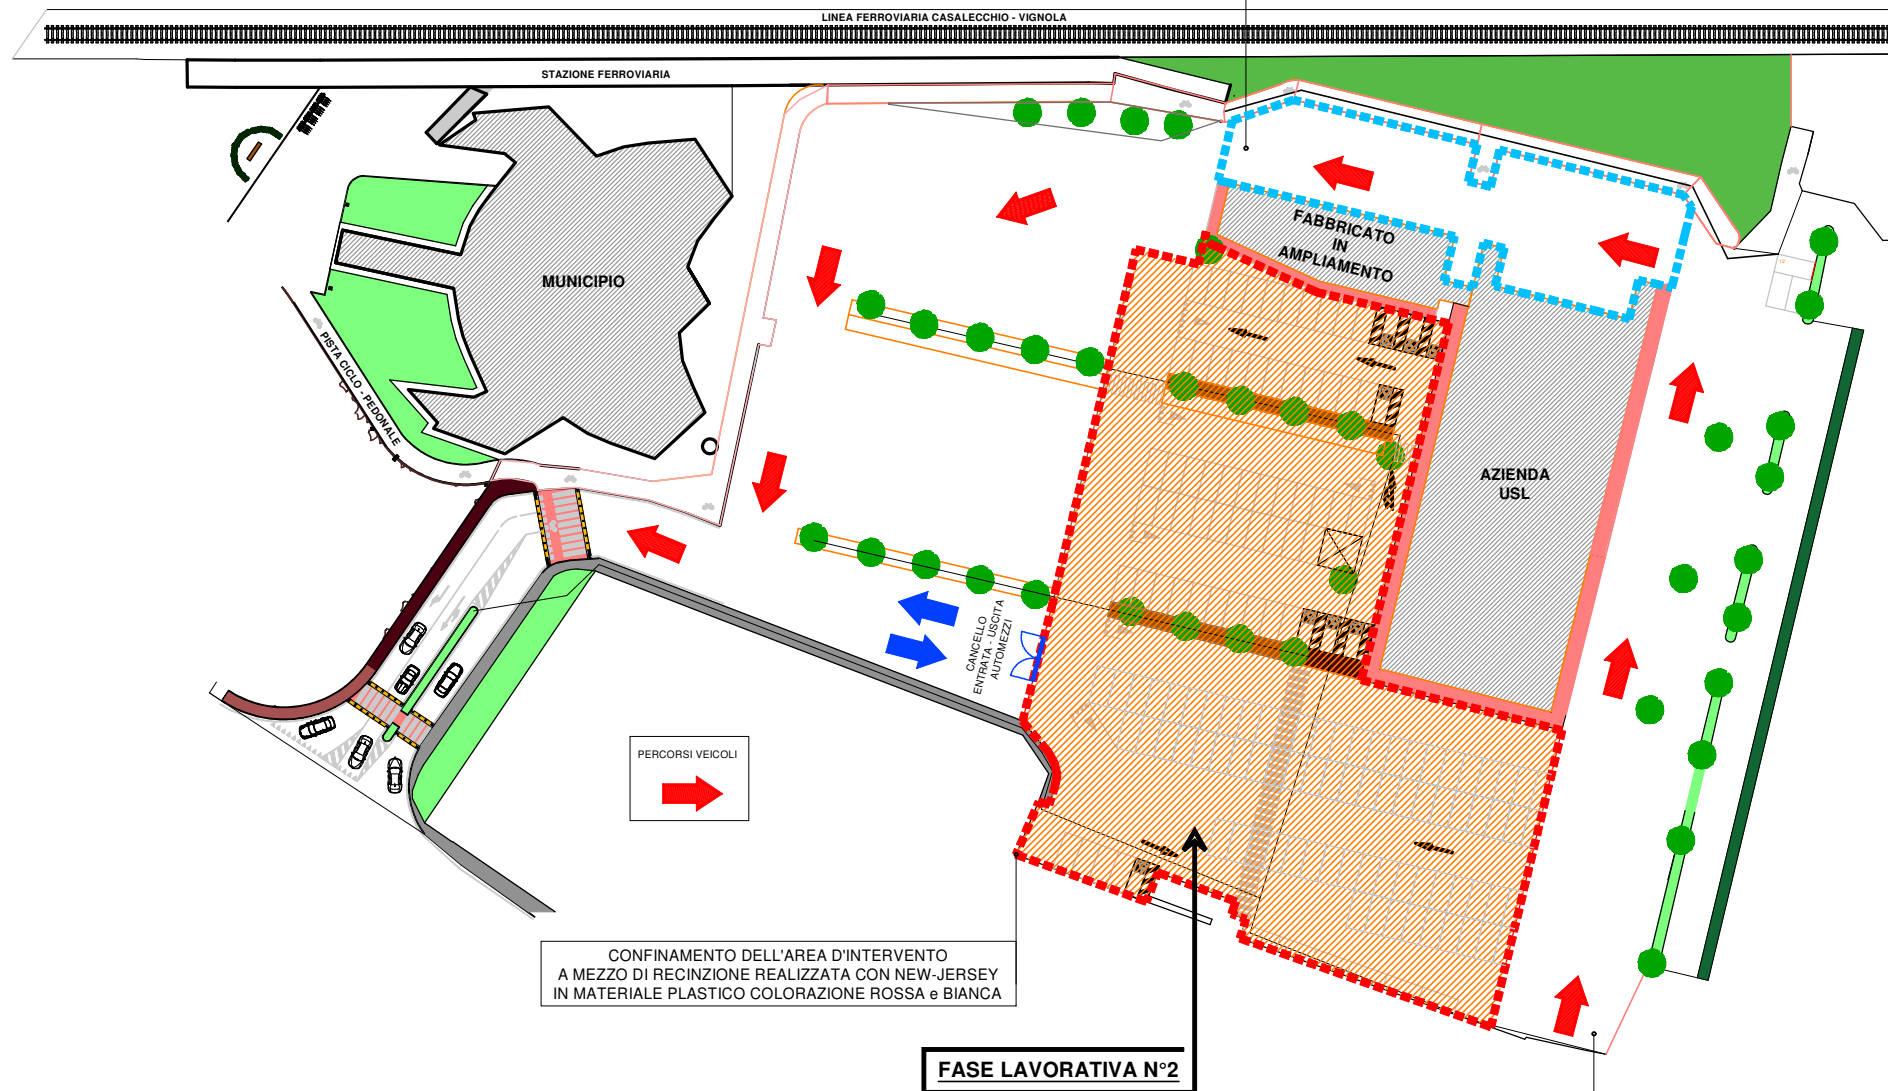 LINEA FERROVIARIA CASALECCHIO - VIGNOLA
STAZIONE FERROVIARIA
MUNICIPIO
FABBRICATO
IN
AMPLIAMENTO
PISTA CICLO - PEDONALE
AZIENDA
USL
CANCELLO
ENTRATA - USCITA
AUTOMEZZI
PERCORSI VEICOLI
CONFINAMENTO DELL'AREA D'INTERVENTO
A MEZZO DI RECINZIONE REALIZZATA CON NEW-JERSEY
IN MATERIALE PLASTICO COLORAZIONE ROSSA e BIANCA
FASE LAVORATIVA N°2